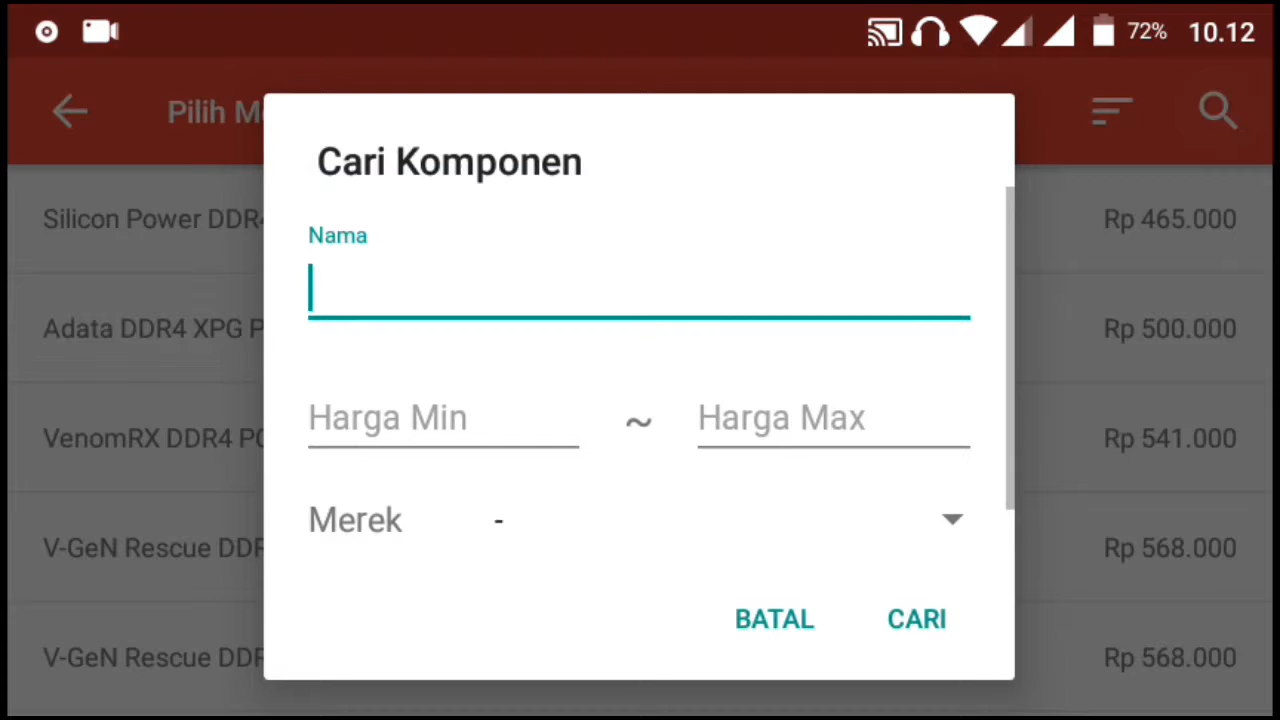 72% 10.12
Pilih M
Cari Komponen
Silicon Power DDR4 Rp 465.000
Nama
Adata DDR4 XPG P Rp 500.000
Harga Min ~ Harga Max
VenomRX DDR4 PC Rp 541.000
Merek -
V-GeN Rescue DDR Rp 568.000
BATAL CARI
V-GeN Rescue DDR Rp 568.000